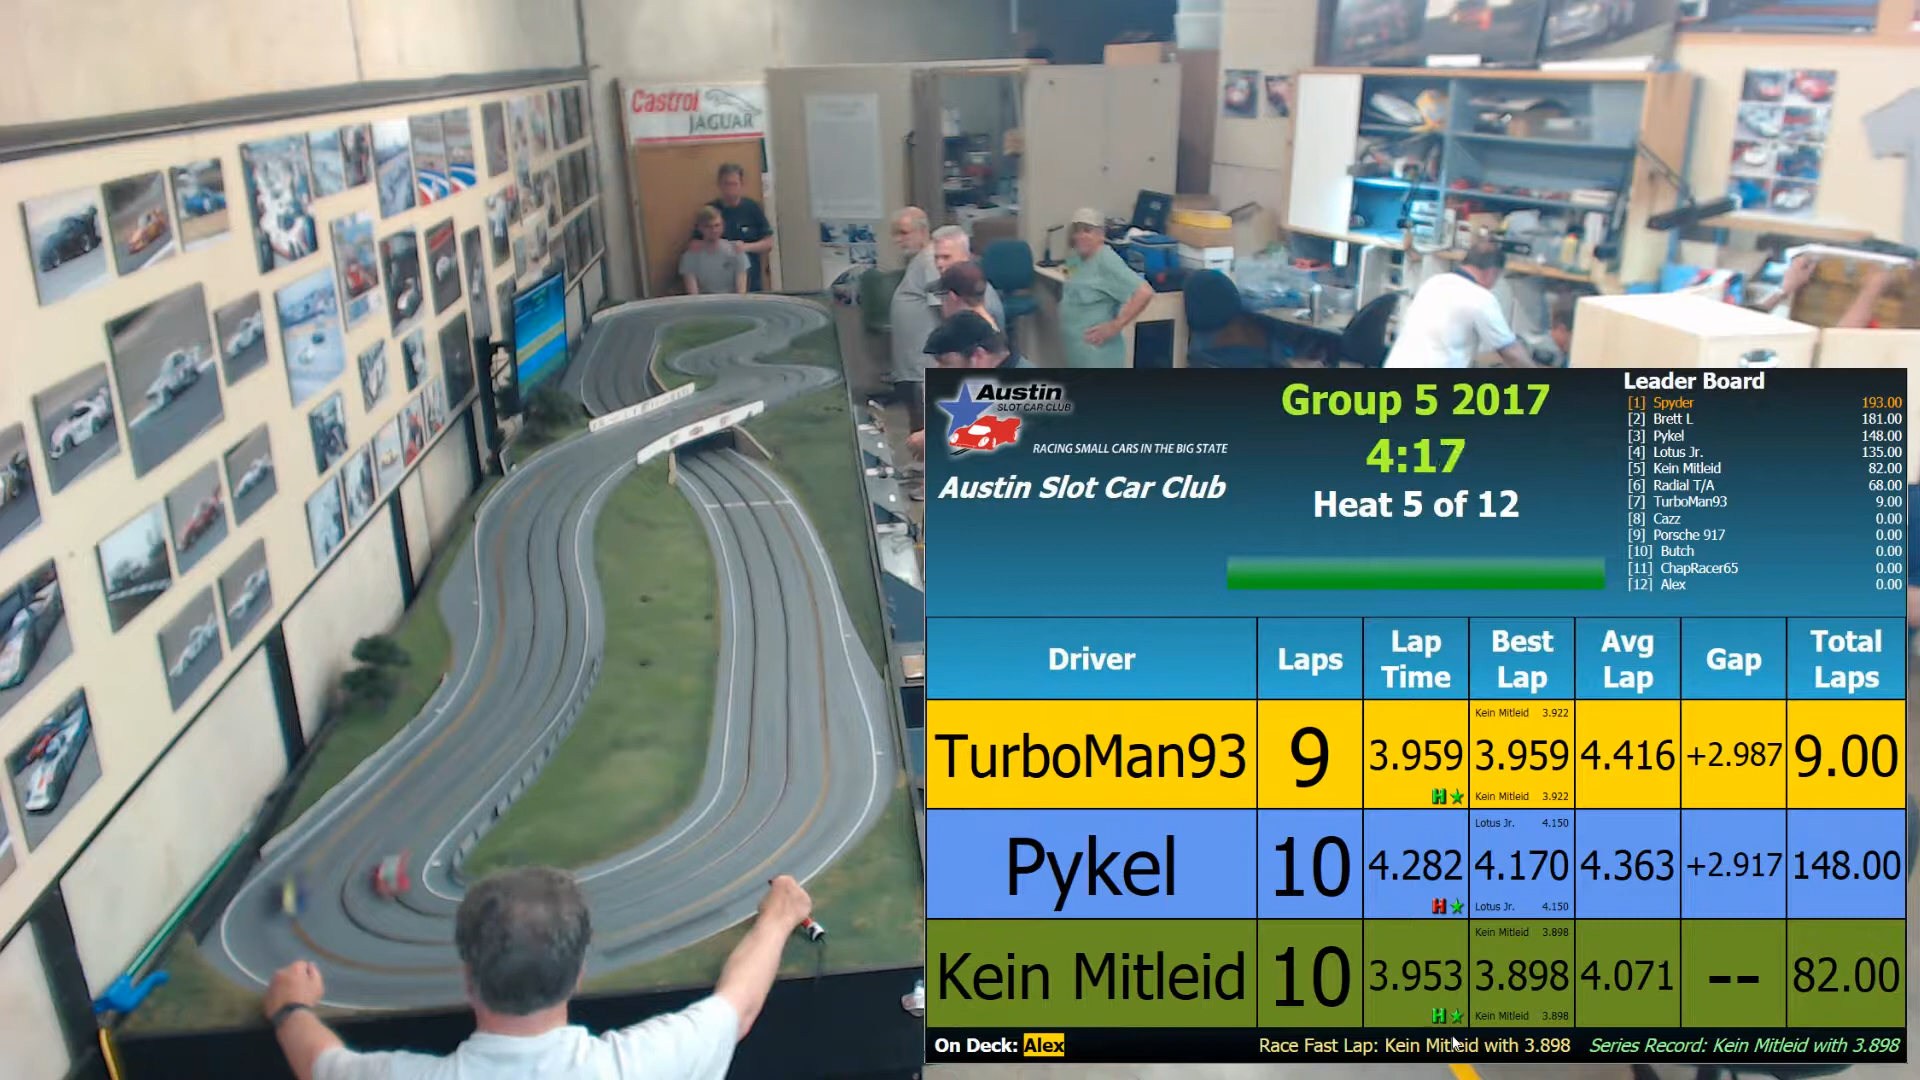 Castrol
JAGUAR
Austin
SLOT CAR CLUB
RACING SMALL CARS IN THE BIG STATE
Austin Slot Car Club
Group 5 2017
4:17
Heat 5 of 12
Leader Board
[1] Spyder 193.00
[2] Brett L 181.00
[3] Pykel 148.00
[4] Lotus Jr. 135.00
[5] Kein Mitleid 82.00
[6] Radial T/A 68.00
[7] TurboMan93 9.00
[8] Cazz 0.00
[9] Porsche 917 0.00
[10] Butch 0.00
[11] ChapRacer65 0.00
[12] Alex 0.00
Driver Laps Lap Time Best Lap Avg Lap Gap Total Laps
Kein Mitleid 3.922
TurboMan93 9 3.959 3.959 4.416 +2.987 9.00
H Kein Mitleid 3.922
Lotus Jr. 4.150
Pykel 10 4.282 4.170 4.363 +2.917 148.00
H Lotus Jr. 4.150
Kein Mitleid 3.898
Kein Mitleid 10 3.953 3.898 4.071 -- 82.00
H Kein Mitleid 3.898
On Deck: Alex Race Fast Lap: Kein Mitleid with 3.898 Series Record: Kein Mitleid with 3.898